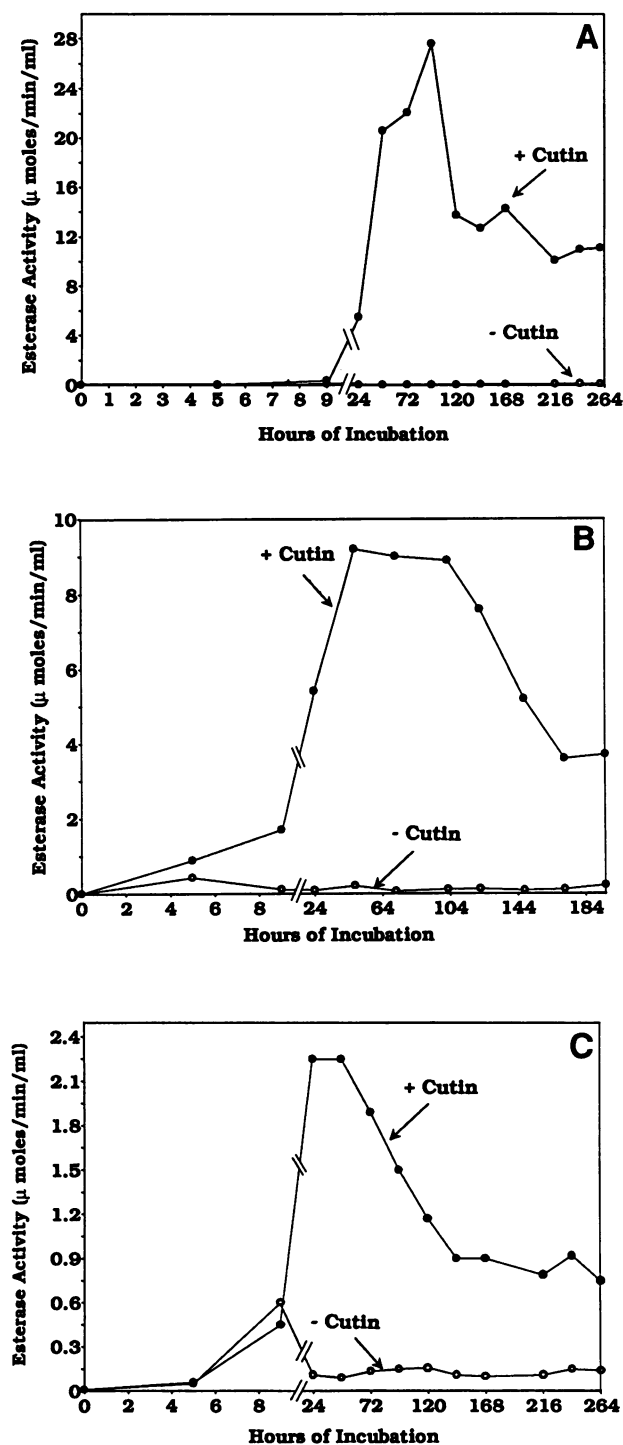 A
Esterase Activity (μ moles/min/ml)
28
24
20
16
12
8
4
0
+ Cutin
- Cutin
0 1 2 3 4 5 6 7 8 9 24 72 120 168 216 264
Hours of Incubation
B
Esterase Activity (μ moles/min/ml)
10
8
6
4
2
0
+ Cutin
- Cutin
0 2 4 6 8 24 64 104 144 184
Hours of Incubation
C
Esterase Activity (μ moles/min/ml)
2.4
2.1
1.8
1.5
1.2
0.9
0.6
0.3
0
+ Cutin
- Cutin
0 2 4 6 8 24 72 120 168 216 264
Hours of Incubation